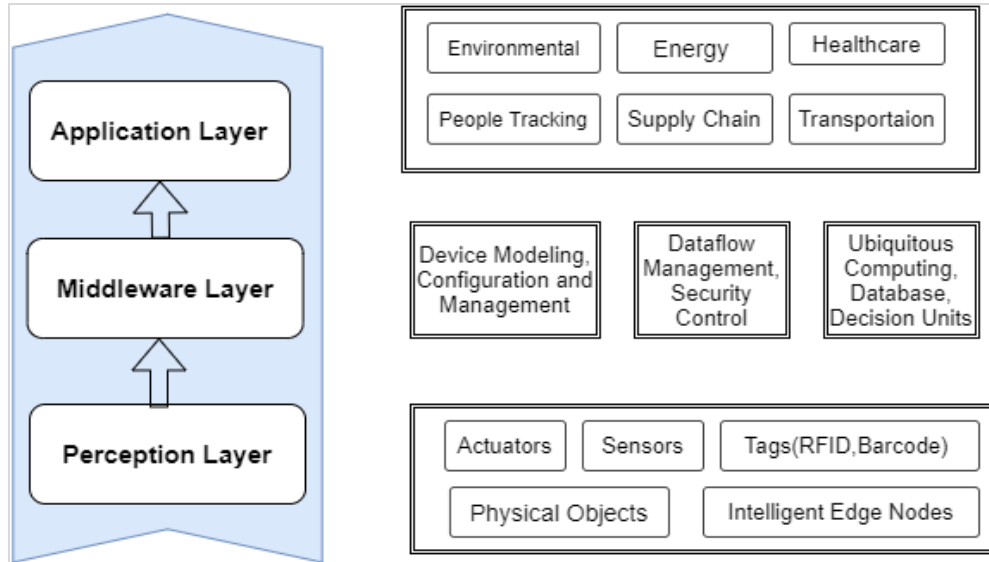 Application Layer
Middleware Layer
Perception Layer
Environmental
Energy
Healthcare
People Tracking
Supply Chain
Transportaion
Device Modeling,
Configuration and
Management
Dataflow
Management,
Security
Control
Ubiquitous
Computing,
Database,
Decision Units
Actuators
Sensors
Tags(RFID,Barcode)
Physical Objects
Intelligent Edge Nodes